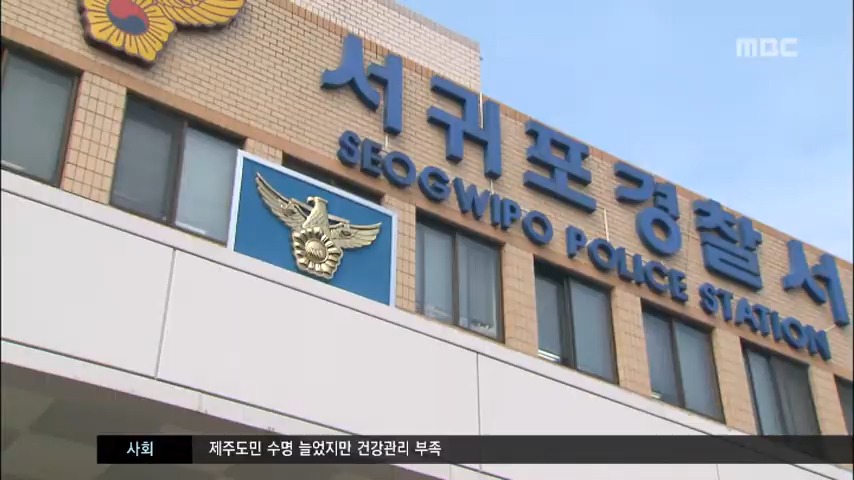 MBC
서귀포경찰서
SEOGWIPO POLICE STATION
사회 제주도민 수명 늘었지만 건강관리 부족